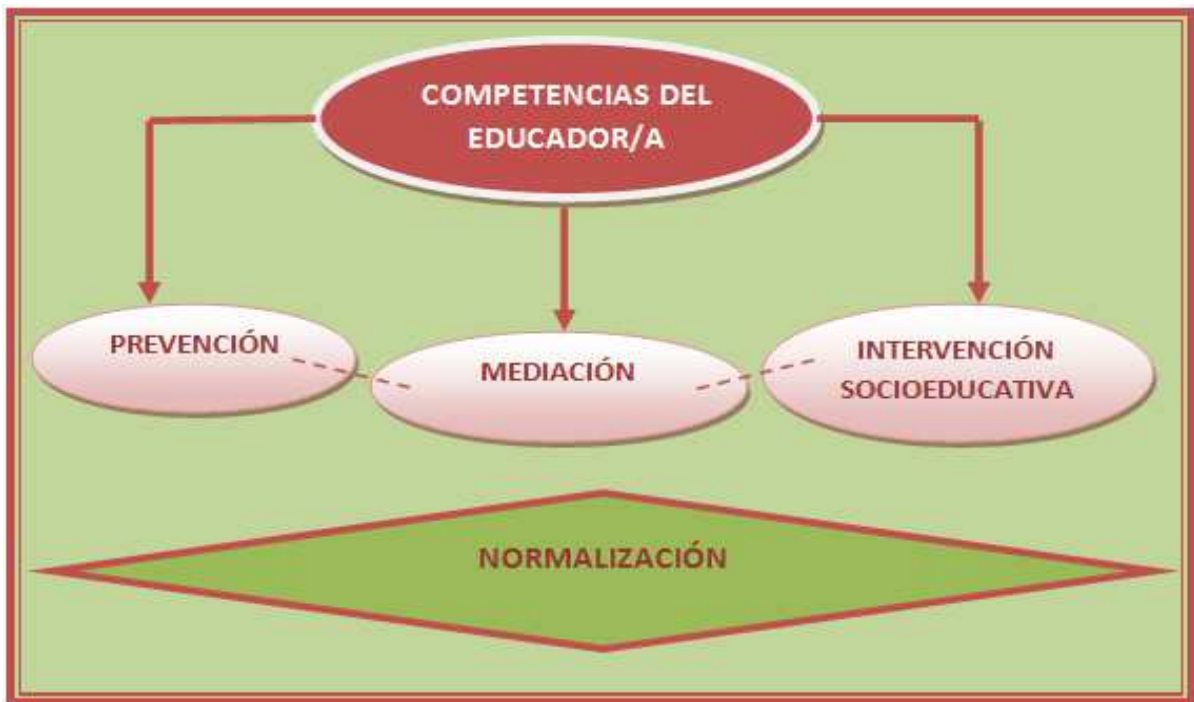 COMPETENCIAS DEL
EDUCADOR/A
PREVENCIÓN
MEDIACIÓN
INTERVENCIÓN
SOCIOEDUCATIVA
NORMALIZACIÓN